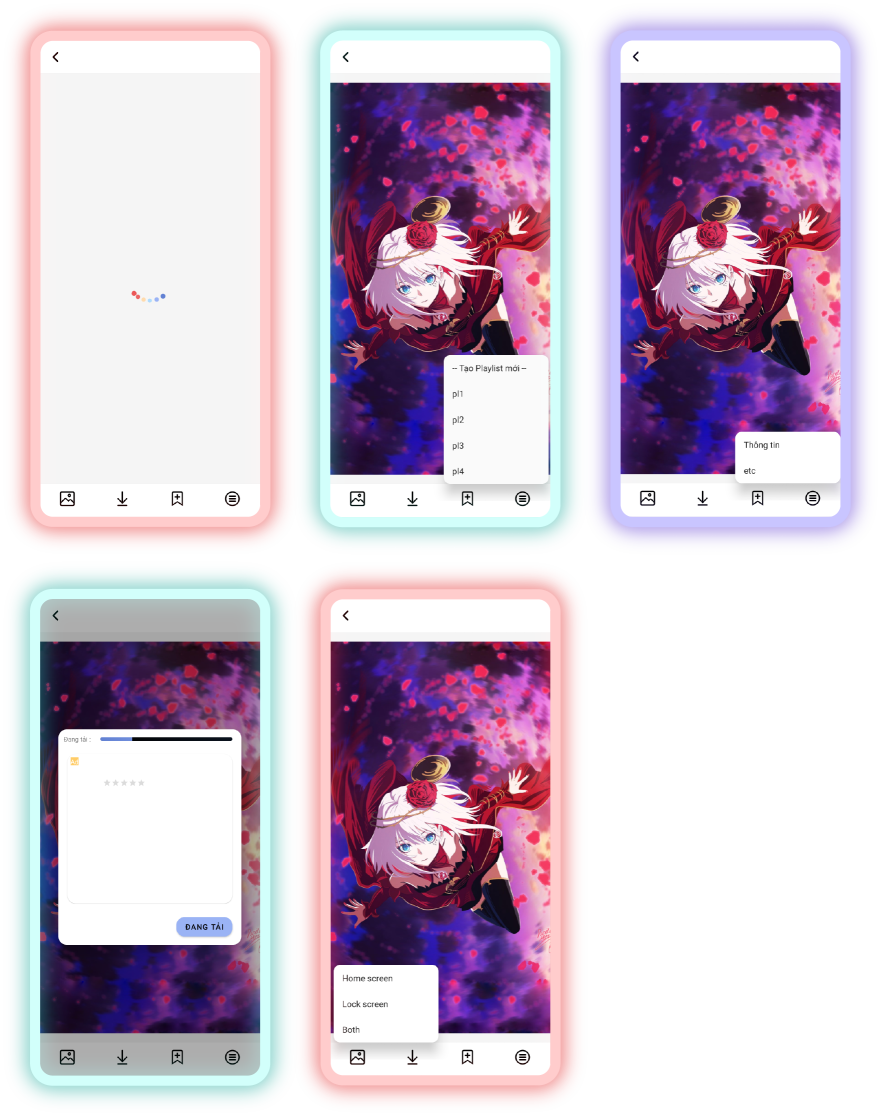 -- Tạo Playlist mới --
pl1
pl2
pl3
pl4
Thông tin
etc
Đang tải :
Ad
ĐANG TẢI
Home screen
Lock screen
Both